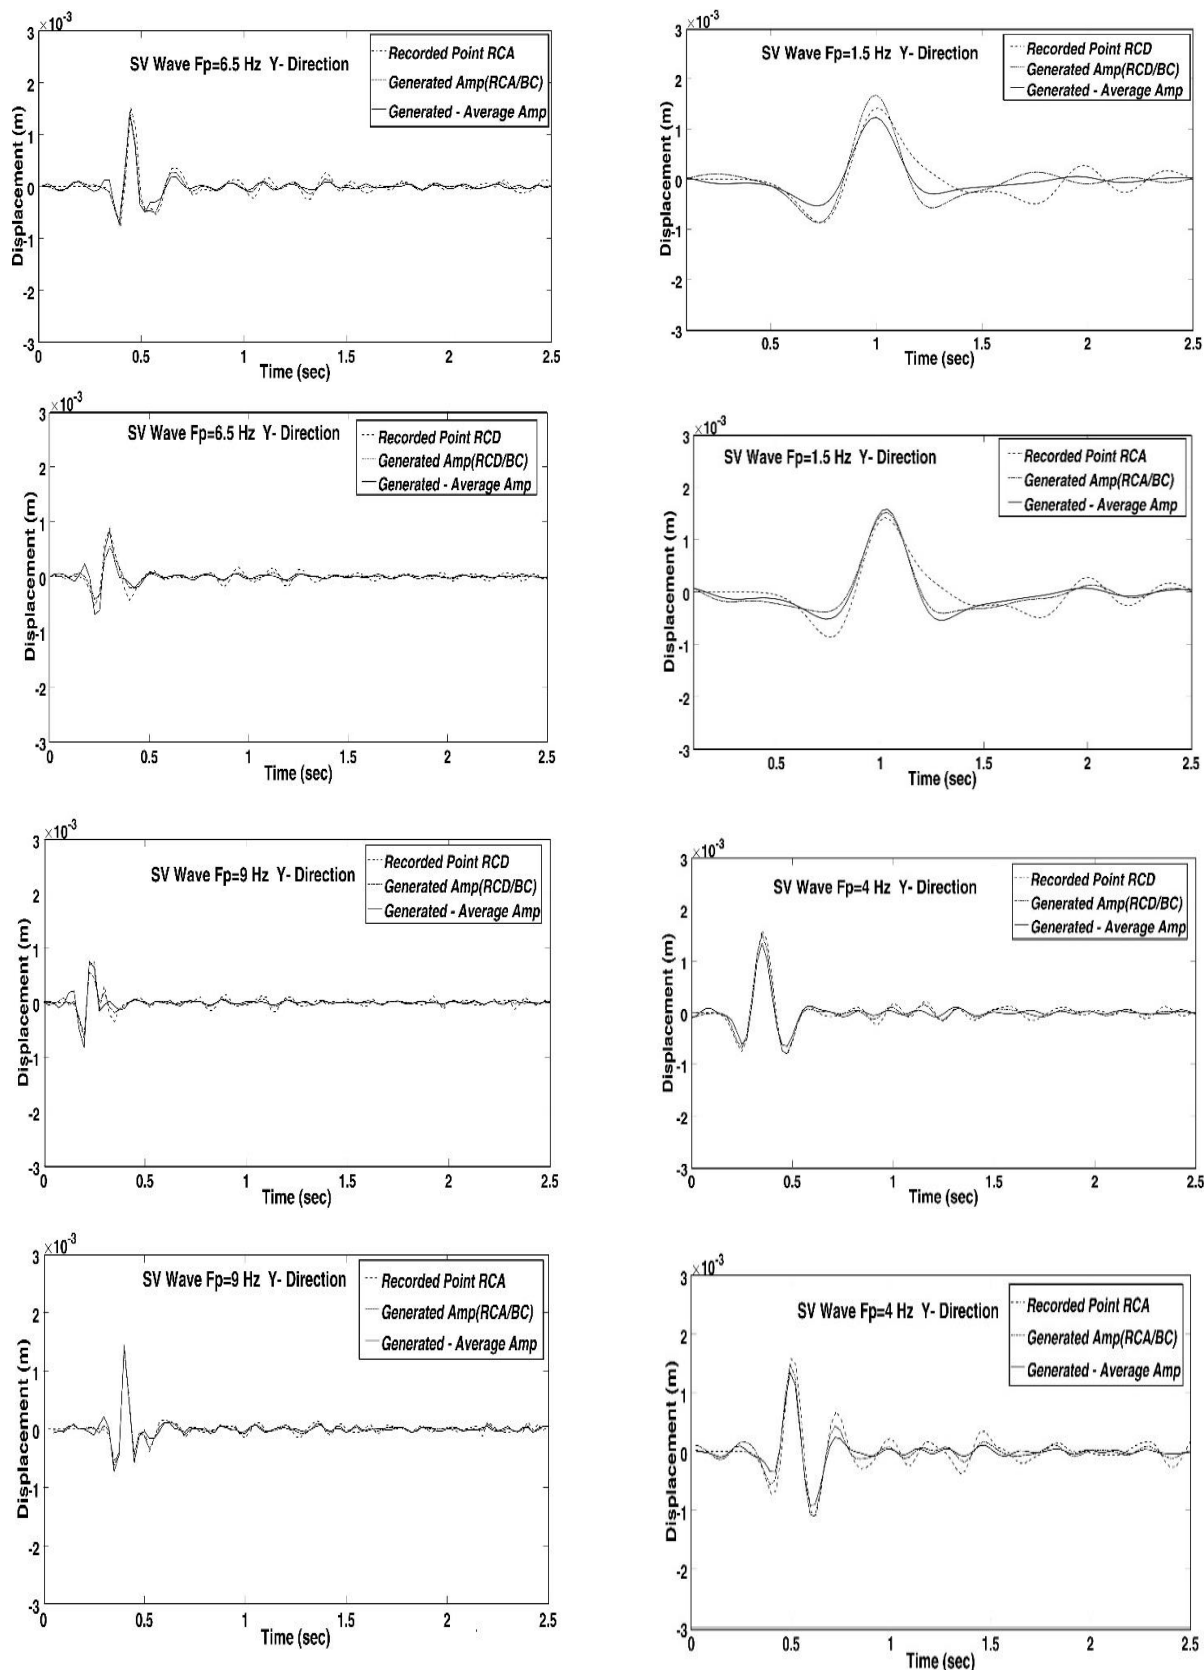 ×10⁻³
3
2
1
0
-1
-2
-3
SV Wave Fp=6.5 Hz Y- Direction
Recorded Point RCA
Generated Amp(RCA/BC)
Generated - Average Amp
Displacement (m)
0 0.5 1 1.5 2 2.5
Time (sec)
×10⁻³
3
2
1
0
-1
-2
-3
SV Wave Fp=1.5 Hz Y- Direction
Recorded Point RCD
Generated Amp(RCD/BC)
Generated - Average Amp
Displacement (m)
0.5 1 1.5 2 2.5
Time (sec)
×10⁻³
3
2
1
0
-1
-2
-3
SV Wave Fp=6.5 Hz Y- Direction
Recorded Point RCD
Generated Amp(RCD/BC)
Generated - Average Amp
Displacement (m)
0 0.5 1 1.5 2 2.5
Time (sec)
×10⁻³
3
2
1
0
-1
-2
-3
SV Wave Fp=1.5 Hz Y- Direction
Recorded Point RCA
Generated Amp(RCA/BC)
Generated - Average Amp
Displacement (m)
0.5 1 1.5 2 2.5
Time (sec)
×10⁻³
3
2
1
0
-1
-2
-3
SV Wave Fp=9 Hz Y- Direction
Recorded Point RCD
Generated Amp(RCD/BC)
Generated - Average Amp
Displacement (m)
0 0.5 1 1.5 2 2.5
Time (sec)
×10⁻³
3
2
1
0
-1
-2
-3
SV Wave Fp=4 Hz Y- Direction
Recorded Point RCD
Generated Amp(RCD/BC)
Generated - Average Amp
Displacement (m)
0 0.5 1 1.5 2 2.5
Time (sec)
×10⁻³
3
2
1
0
-1
-2
-3
SV Wave Fp=9 Hz Y- Direction
Recorded Point RCA
Generated Amp(RCA/BC)
Generated - Average Amp
Displacement (m)
0 0.5 1 1.5 2 2.5
Time (sec)
×10⁻³
3
2
1
0
-1
-2
-3
SV Wave Fp=4 Hz Y- Direction
Recorded Point RCA
Generated Amp(RCA/BC)
Generated - Average Amp
Displacement (m)
0 0.5 1 1.5 2 2.5
Time (sec)